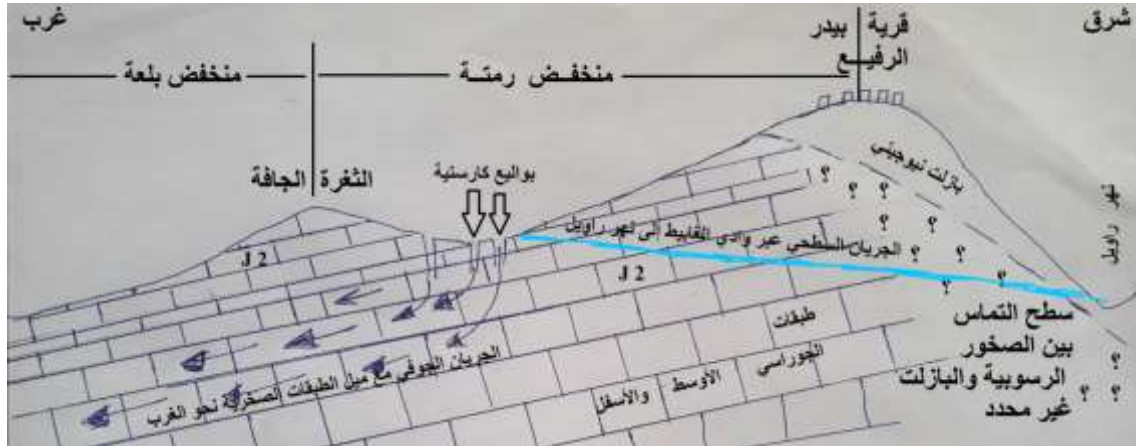 شرق
غرب
قرية بيدر
الرفيع
منخفض رمتة
منخفض بلعة
بازلت نيوجيني
نهر راويل
بواليع كارستية
الثغرة الجافة
الجريان السطحي عبر وادي الغابيط الى نهر راويل
J 2
J 2
؟ ؟ ؟
؟ ؟
؟ ؟
؟ ؟
سطح التماس
بين الصخور
الرسوبية والبازلت
غير محدد
؟
؟ ؟
طبقات
الجوراسي
الأوسط
والأسفل
الجريان الجوفي مع ميل الطبقات الصخرية نحو الغرب